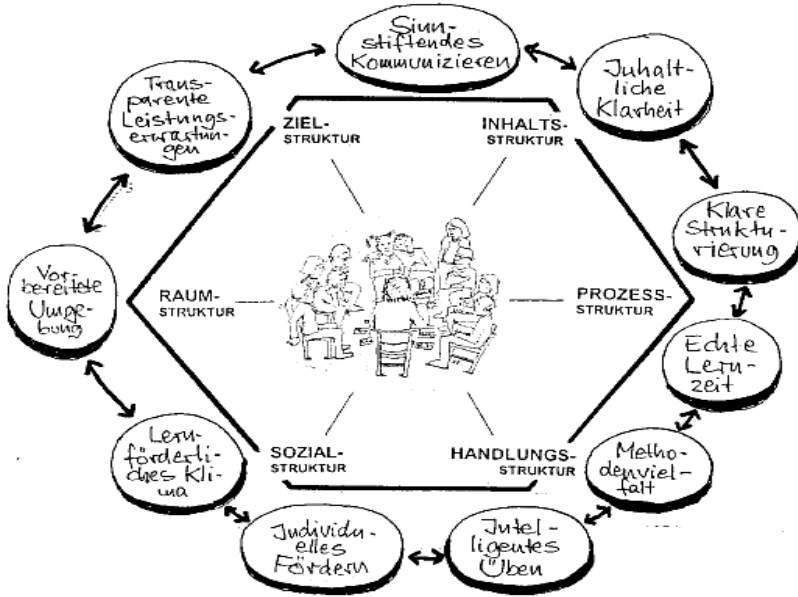 Sinn-
stiftendes
Kommunizieren
Inhalt-
liche
Klarheit
Klare
Struktu-
rierung
Echte
Lern-
zeit
Metho-
denviel-
falt
Intel-
ligentes
Üben
Individu-
elles
Fördern
Lern-
förderli-
ches Kli-
ma
Vor-
bereitete
Umge-
bung
Trans-
parente
Leistungs-
erwartun-
gen
ZIEL-
STRUKTUR
INHALTS-
STRUKTUR
RAUM-
STRUKTUR
PROZESS-
STRUKTUR
SOZIAL-
STRUKTUR
HANDLUNGS-
STRUKTUR